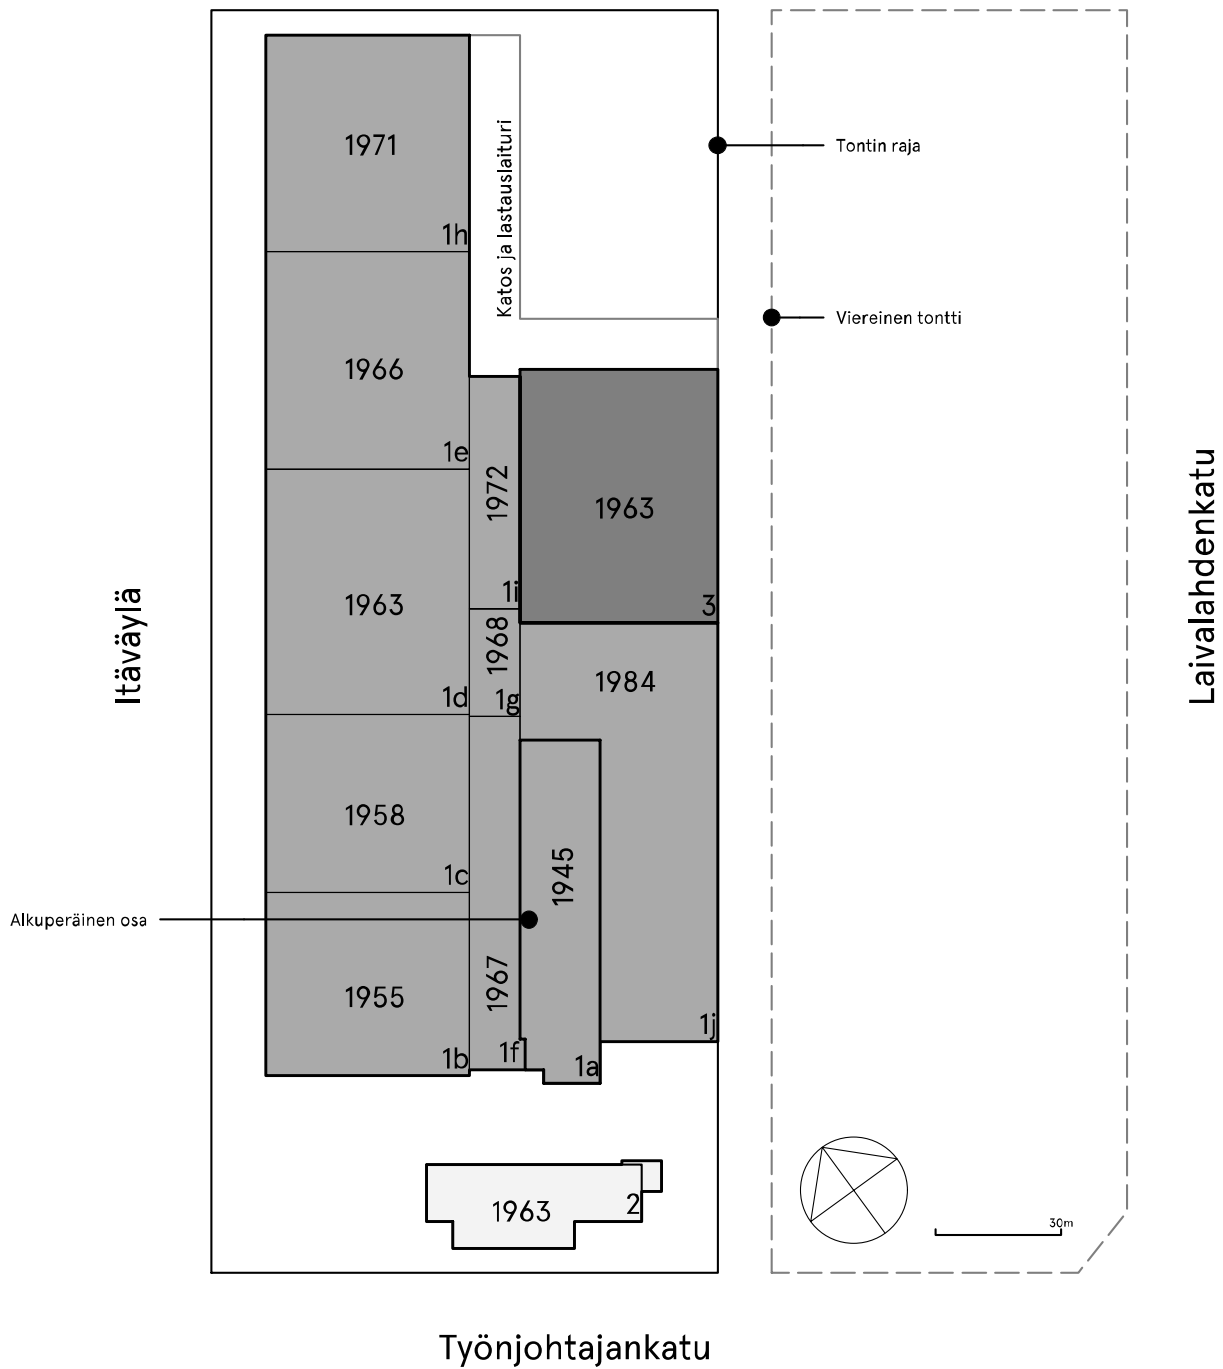 1971
1h
Katos ja lastauslaituri
Tontin raja
Viereinen tontti
1966
1e
1972
1i
1963
3
1963
1d
1968
1g
1984
Itäväylä
Laivalahdenkatu
1958
1c
1945
Alkuperäinen osa
1955
1b
1967
1f
1a
1j
1963
2
30m
Työnjohtajankatu